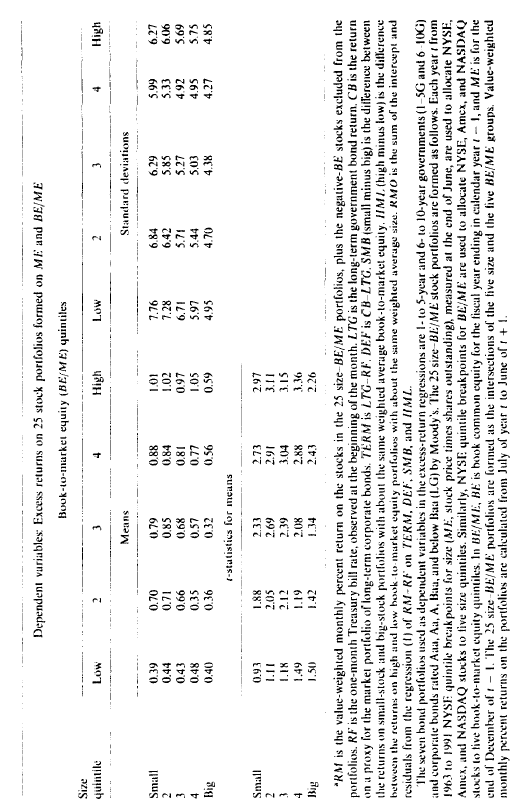 Dependent variables: Excess returns on 25 stock portfolios formed on ME and BE/ME
Book-to-market equity (BE/ME) quintiles
Size quintile Low 2 3 4 High Low 2 3 4 High
Means Standard deviations
Small 0.39 0.70 0.79 0.88 1.01 7.76 6.84 6.29 5.99 6.27
2 0.44 0.71 0.85 0.84 1.02 7.28 6.42 5.85 5.33 6.06
3 0.43 0.66 0.68 0.81 0.97 6.71 5.71 5.27 4.92 5.69
4 0.48 0.35 0.57 0.77 1.05 5.97 5.44 5.03 4.95 5.75
Big 0.40 0.36 0.32 0.56 0.59 4.95 4.70 4.38 4.27 4.85
t-statistics for means
Small 0.93 1.88 2.33 2.73 2.97
2 1.11 2.05 2.69 2.91 3.11
3 1.18 2.12 2.39 3.04 3.15
4 1.49 1.19 2.08 2.88 3.36
Big 1.50 1.42 1.34 2.43 2.26
ᵃRM is the value-weighted monthly percent return on the stocks in the 25 size-BE/ME portfolios, plus the negative-BE stocks excluded from the
portfolios. RF is the one-month Treasury bill rate, observed at the beginning of the month. LTG is the long-term government bond return. CB is the return
on a proxy for the market portfolio of long-term corporate bonds. TERM is LTG–RF. DEF is CB–LTG. SMB (small minus big) is the difference between
the returns on small-stock and big-stock portfolios with about the same weighted average book-to-market equity. HML (high minus low) is the difference
between the returns on high and low book-to-market equity portfolios with about the same weighted average size. RMO is the sum of the intercept and
residuals from the regression (1) of RM–RF on TERM, DEF, SMB, and HML.
The seven bond portfolios used as dependent variables in the excess-return regressions are 1- to 5-year and 6- to 10-year governments (1–5G and 6–10G)
and corporate bonds rated Aaa, Aa, A, Baa, and below Baa (LG) by Moody's. The 25 size-BE/ME stock portfolios are formed as follows. Each year t from
1963 to 1991 NYSE quintile breakpoints for size (ME, stock price times shares outstanding), measured at the end of June, are used to allocate NYSE,
Amex, and NASDAQ stocks to five size quintiles. Similarly, NYSE quintile breakpoints for BE/ME are used to allocate NYSE, Amex, and NASDAQ
stocks to five book-to-market equity quintiles. In BE/ME, BE is book common equity for the fiscal year ending in calendar year t − 1, and ME is for the
end of December of t − 1. The 25 size-BE/ME portfolios are formed as the intersections of the five size and the five BE/ME groups. Value-weighted
monthly percent returns on the portfolios are calculated from July of year t to June of t + 1.